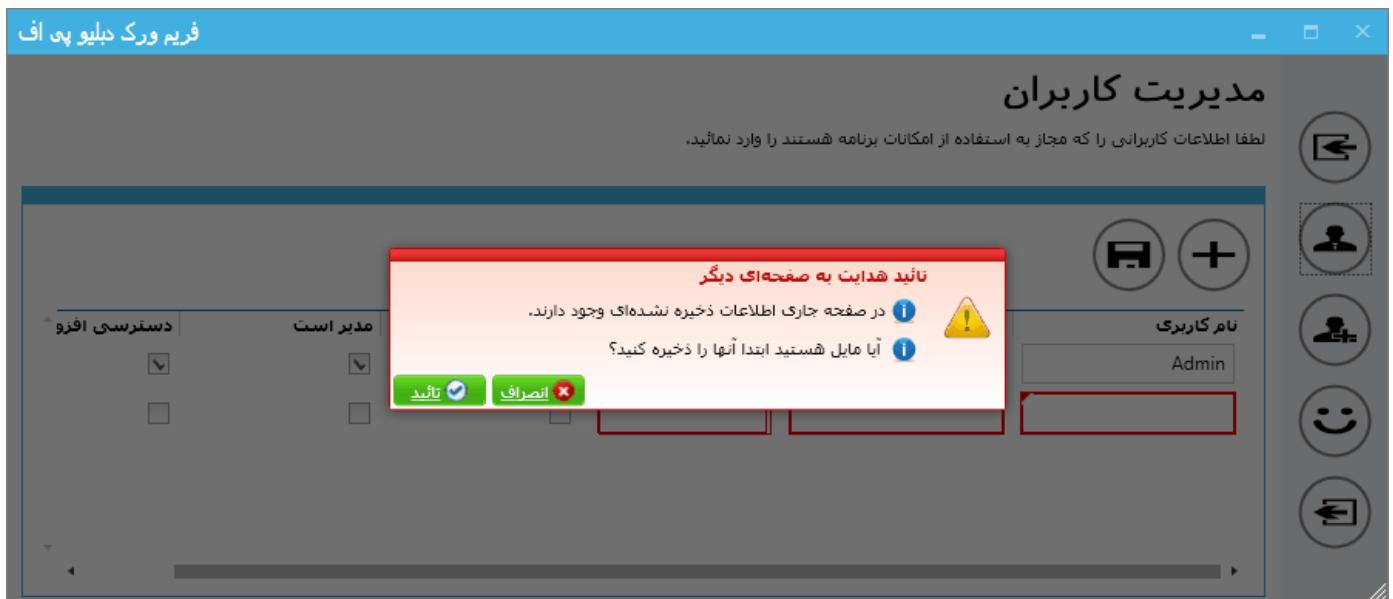 فریم ورک دبلیو پی اف
مدیریت کاربران
لطفا اطلاعات کاربرانی را که مجاز به استفاده از امکانات برنامه هستند را وارد نمائید.
تائید هدایت به صفحه‌ای دیگر
در صفحه جاری اطلاعات ذخیره نشده‌ای وجود دارند.
آیا مایل هستید ابتدا آنها را ذخیره کنید؟
انصراف
تائید
نام کاربری
مدیر است
دسترسی افزو
Admin